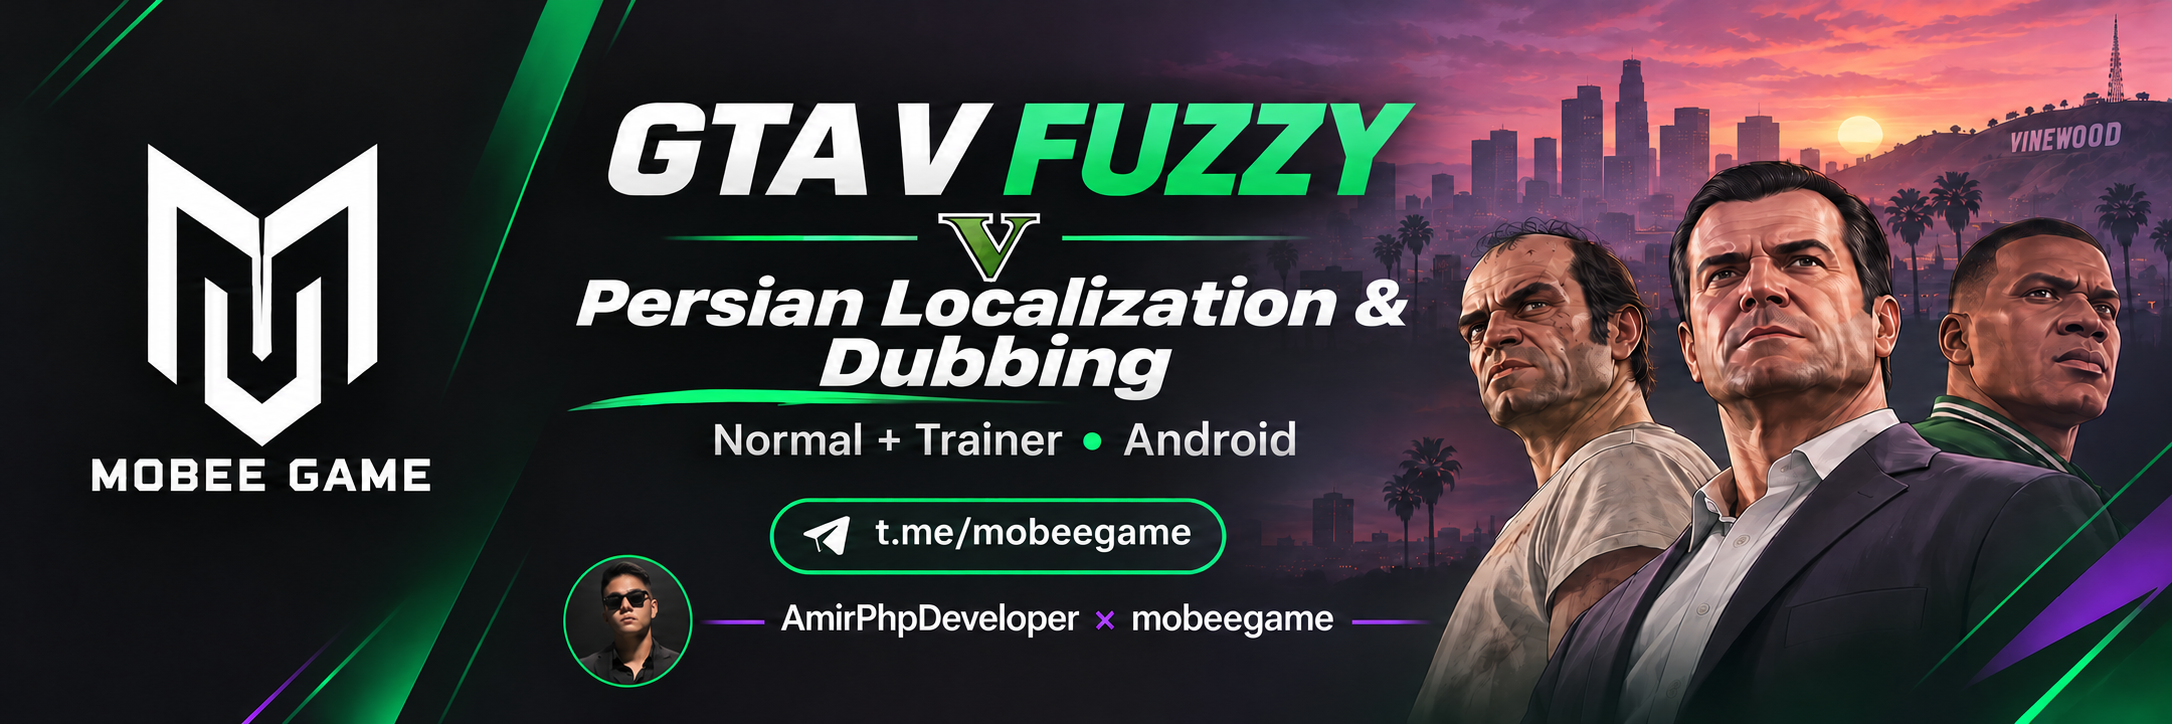 MOBEE GAME
GTA V FUZZY
V
Persian Localization &
Dubbing
Normal + Trainer • Android
t.me/mobeegame
AmirPhpDeveloper × mobeegame
VINEWOOD